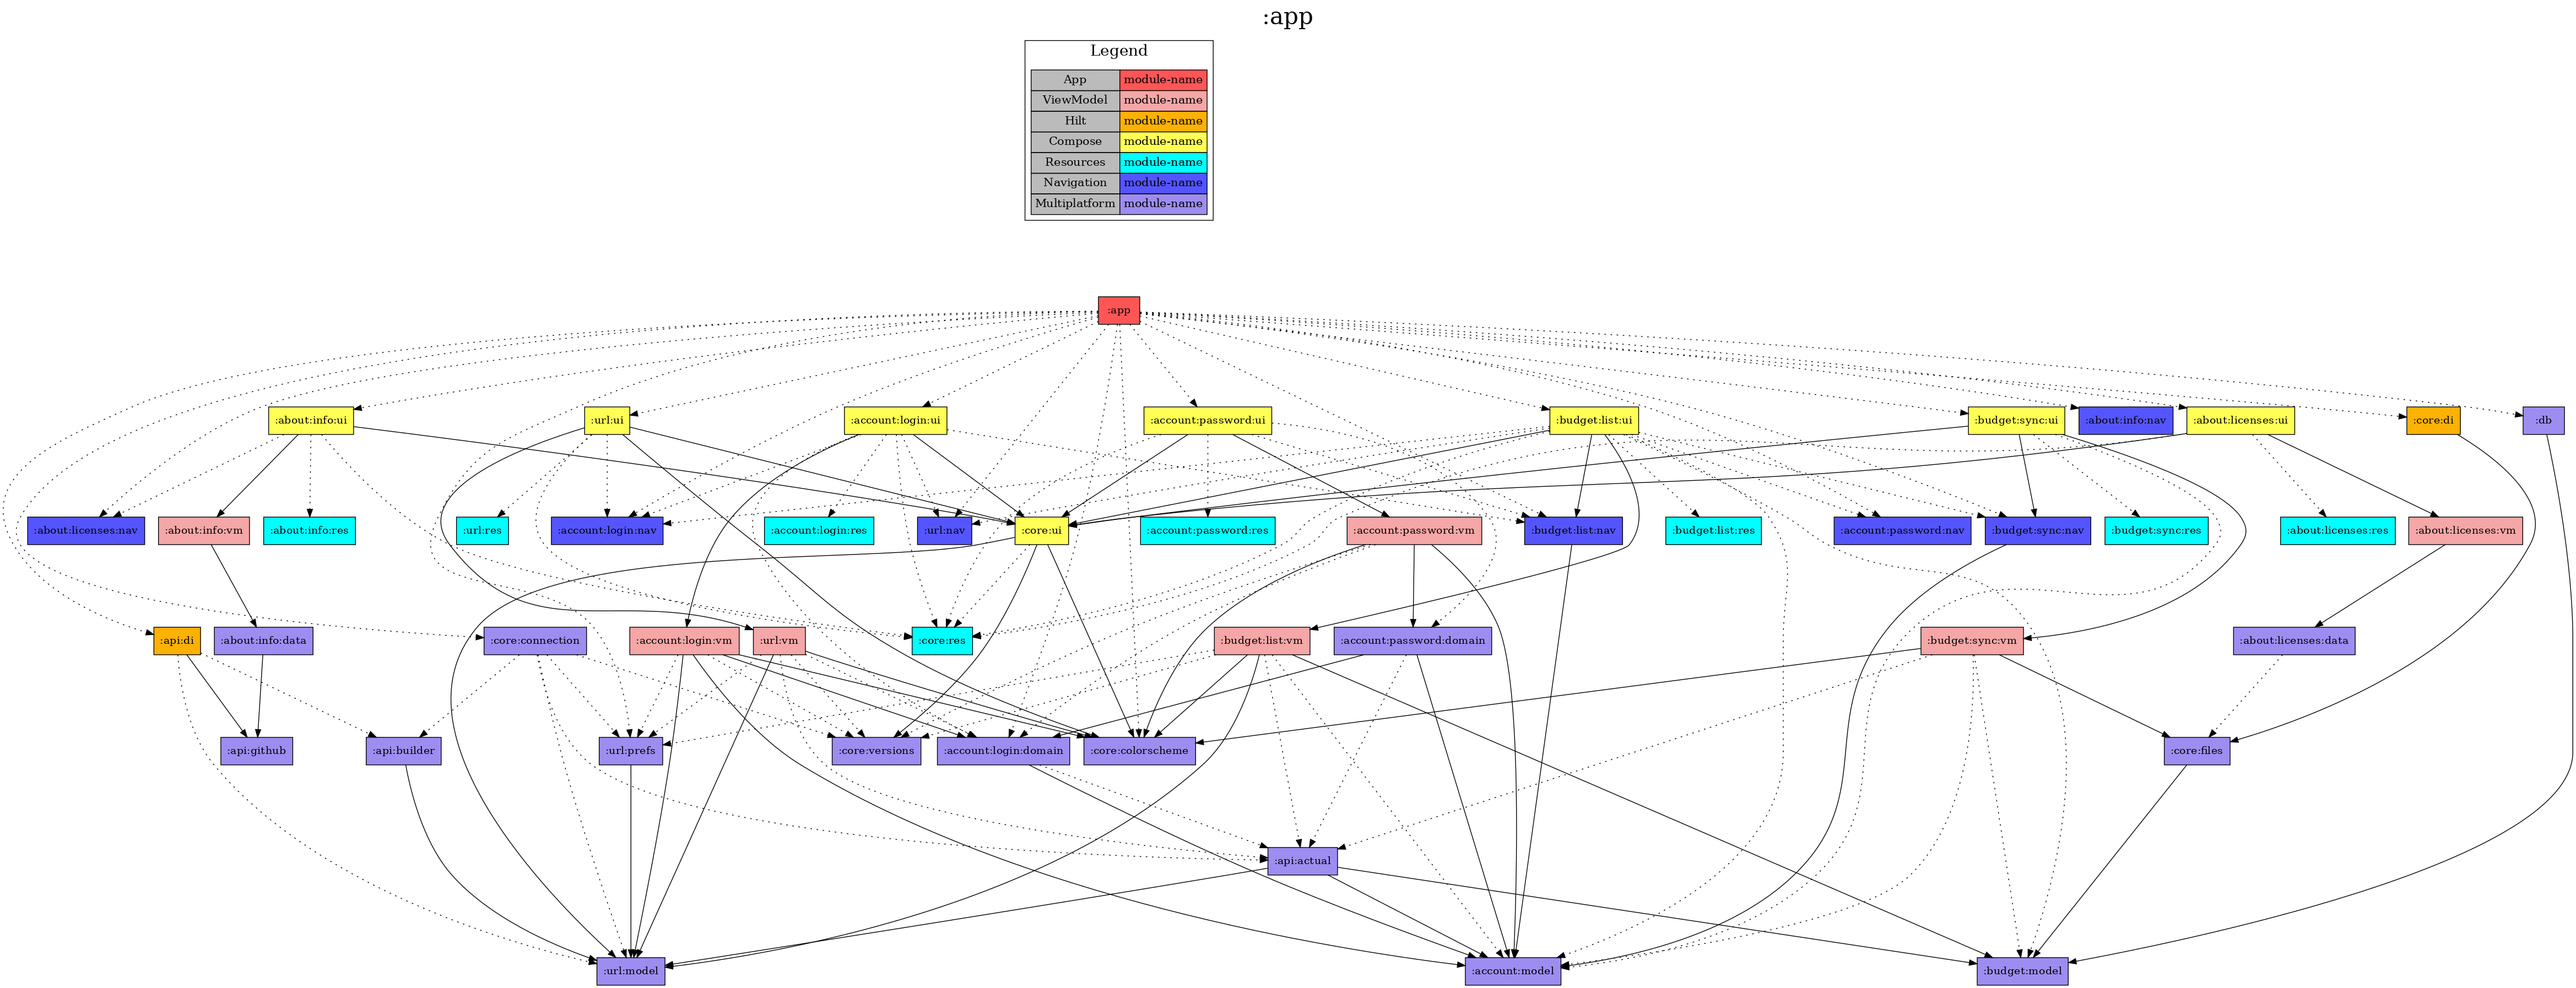 :app
Legend
App module-name
ViewModel module-name
Hilt module-name
Compose module-name
Resources module-name
Navigation module-name
Multiplatform module-name
:app
:about:info:ui :url:ui :account:login:ui :account:password:ui :budget:list:ui :budget:sync:ui :about:info:nav :about:licenses:ui :core:di :db
:about:licenses:nav :about:info:vm :about:info:res :url:res :account:login:nav :account:login:res :url:nav :core:ui :account:password:res :account:password:vm :budget:list:nav :budget:list:res :account:password:nav :budget:sync:nav :budget:sync:res :about:licenses:res :about:licenses:vm
:api:di :about:info:data :core:connection :account:login:vm :url:vm :core:res :budget:list:vm :account:password:domain :budget:sync:vm :about:licenses:data
:api:github :api:builder :url:prefs :core:versions :account:login:domain :core:colorscheme :core:files
:api:actual
:url:model :account:model :budget:model